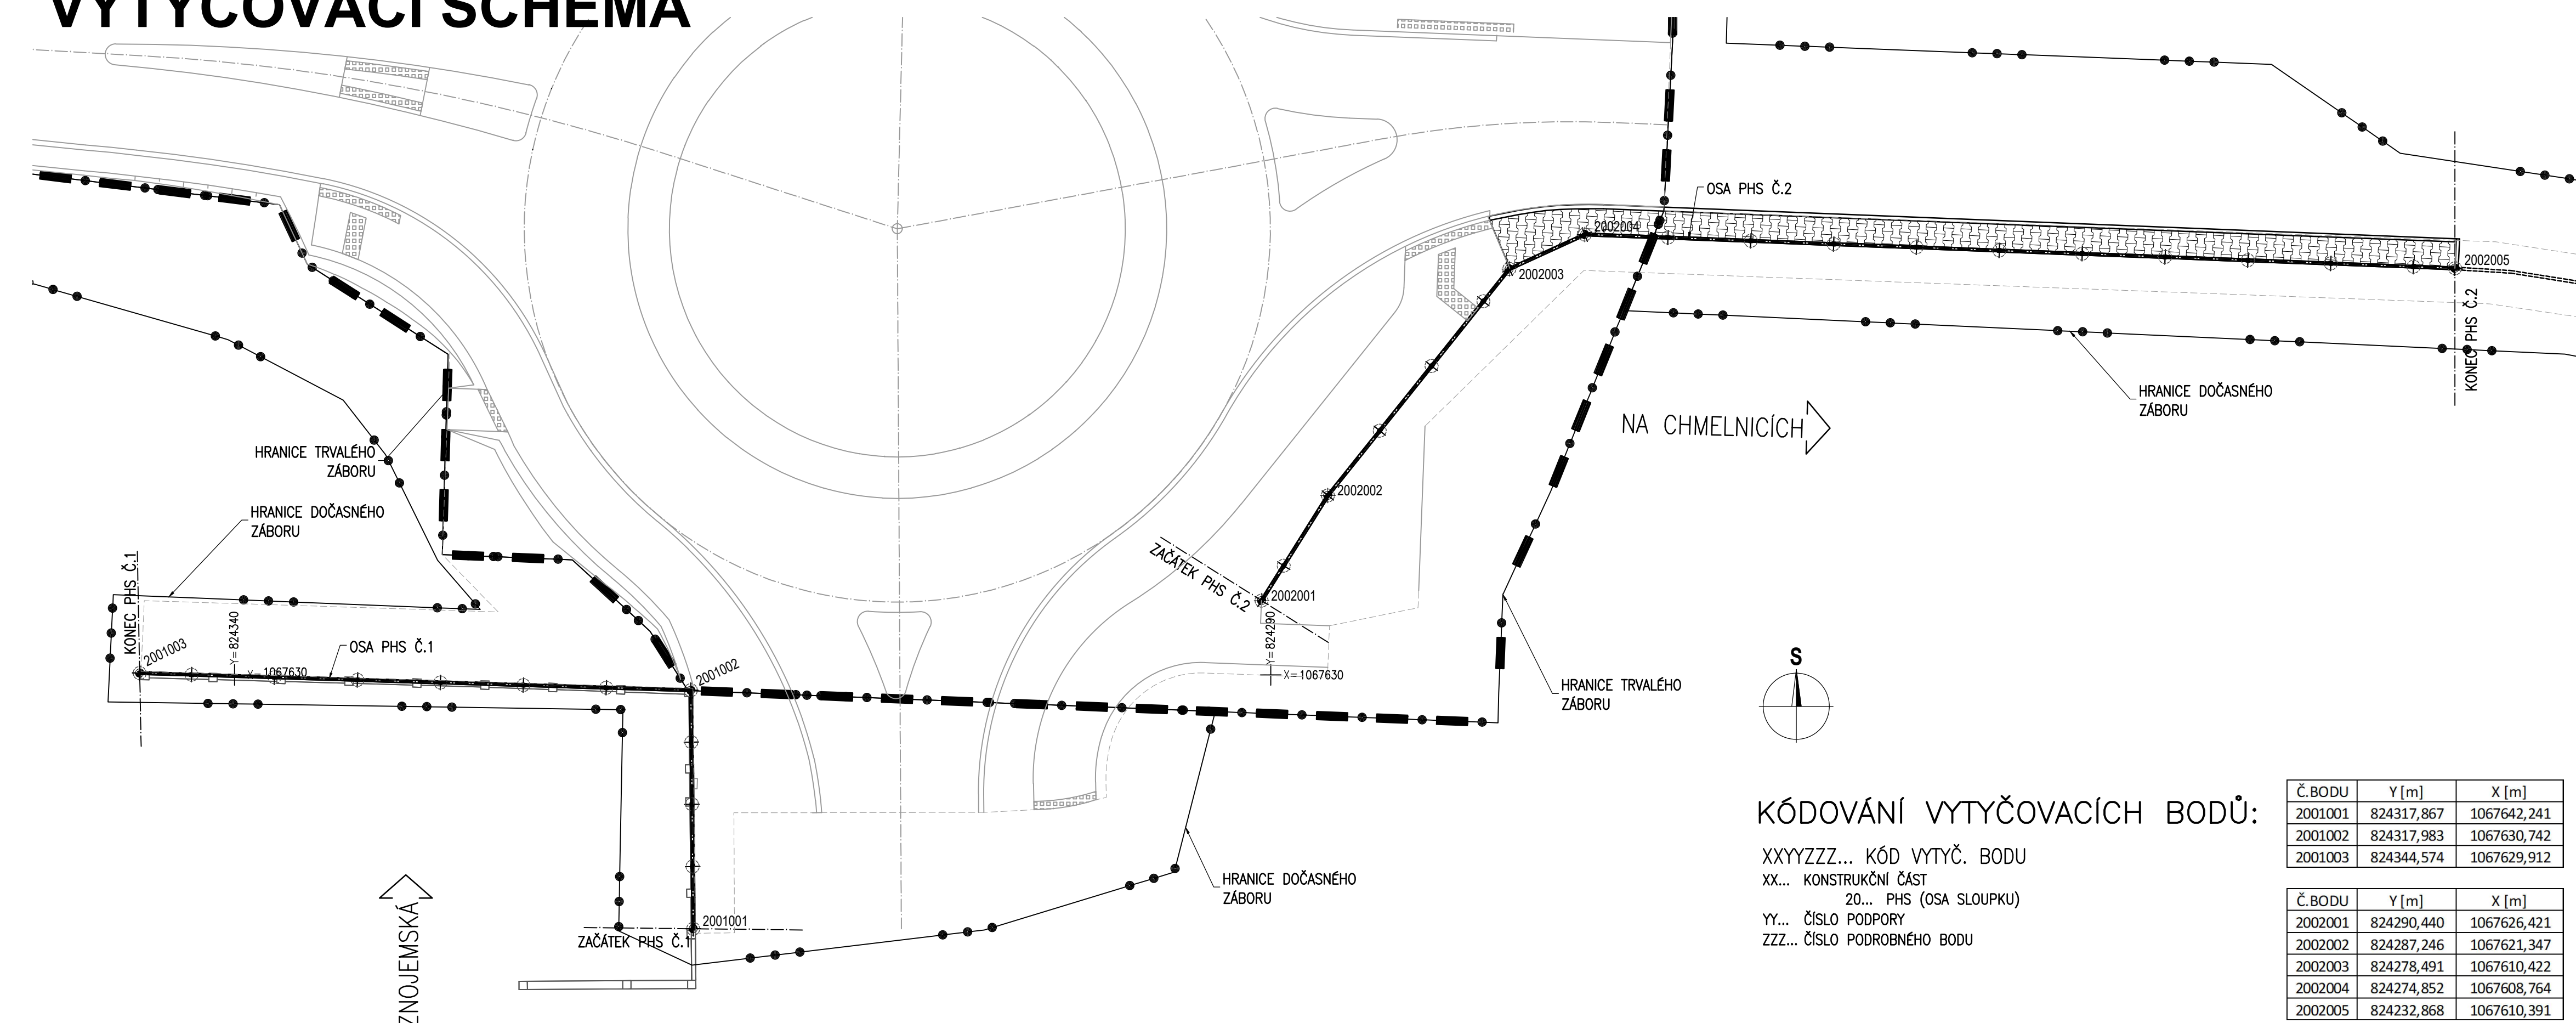 VYTYČOVACÍ SCHÉMA
OSA PHS Č.2
2002004
2002003
2002005
KONEC PHS Č.2
HRANICE DOČASNÉHO
ZÁBORU
NA CHMELNICÍCH
HRANICE TRVALÉHO
ZÁBORU
HRANICE DOČASNÉHO
ZÁBORU
2002002
ZAČÁTEK PHS Č.2
2002001
Y=824290
X=1067630
KONEC PHS Č.1
2001003
Y=824340
X=1067630
OSA PHS Č.1
2001002
HRANICE TRVALÉHO
ZÁBORU
S
2001001
ZAČÁTEK PHS Č.1
HRANICE DOČASNÉHO
ZÁBORU
ZNOJEMSKÁ
KÓDOVÁNÍ VYTYČOVACÍCH BODŮ:
XXYYZZZ... KÓD VYTYČ. BODU
XX... KONSTRUKČNÍ ČÁST
20... PHS (OSA SLOUPKU)
YY... ČÍSLO PODPORY
ZZZ... ČÍSLO PODROBNÉHO BODU
Č.BODU Y [m] X [m]
2001001 824317,867 1067642,241
2001002 824317,983 1067630,742
2001003 824344,574 1067629,912
Č.BODU Y [m] X [m]
2002001 824290,440 1067626,421
2002002 824287,246 1067621,347
2002003 824278,491 1067610,422
2002004 824274,852 1067608,764
2002005 824232,868 1067610,391